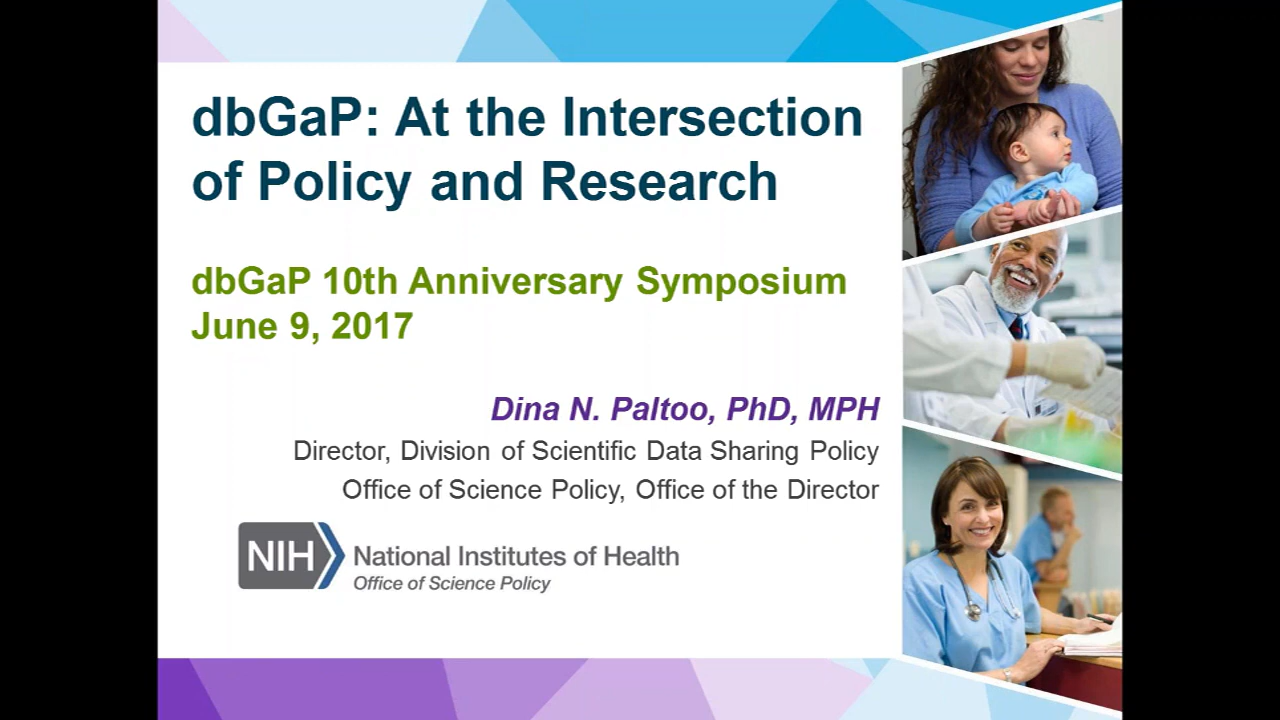 dbGaP: At the Intersection
of Policy and Research
dbGaP 10th Anniversary Symposium
June 9, 2017
Dina N. Paltoo, PhD, MPH
Director, Division of Scientific Data Sharing Policy
Office of Science Policy, Office of the Director
NIH National Institutes of Health
Office of Science Policy